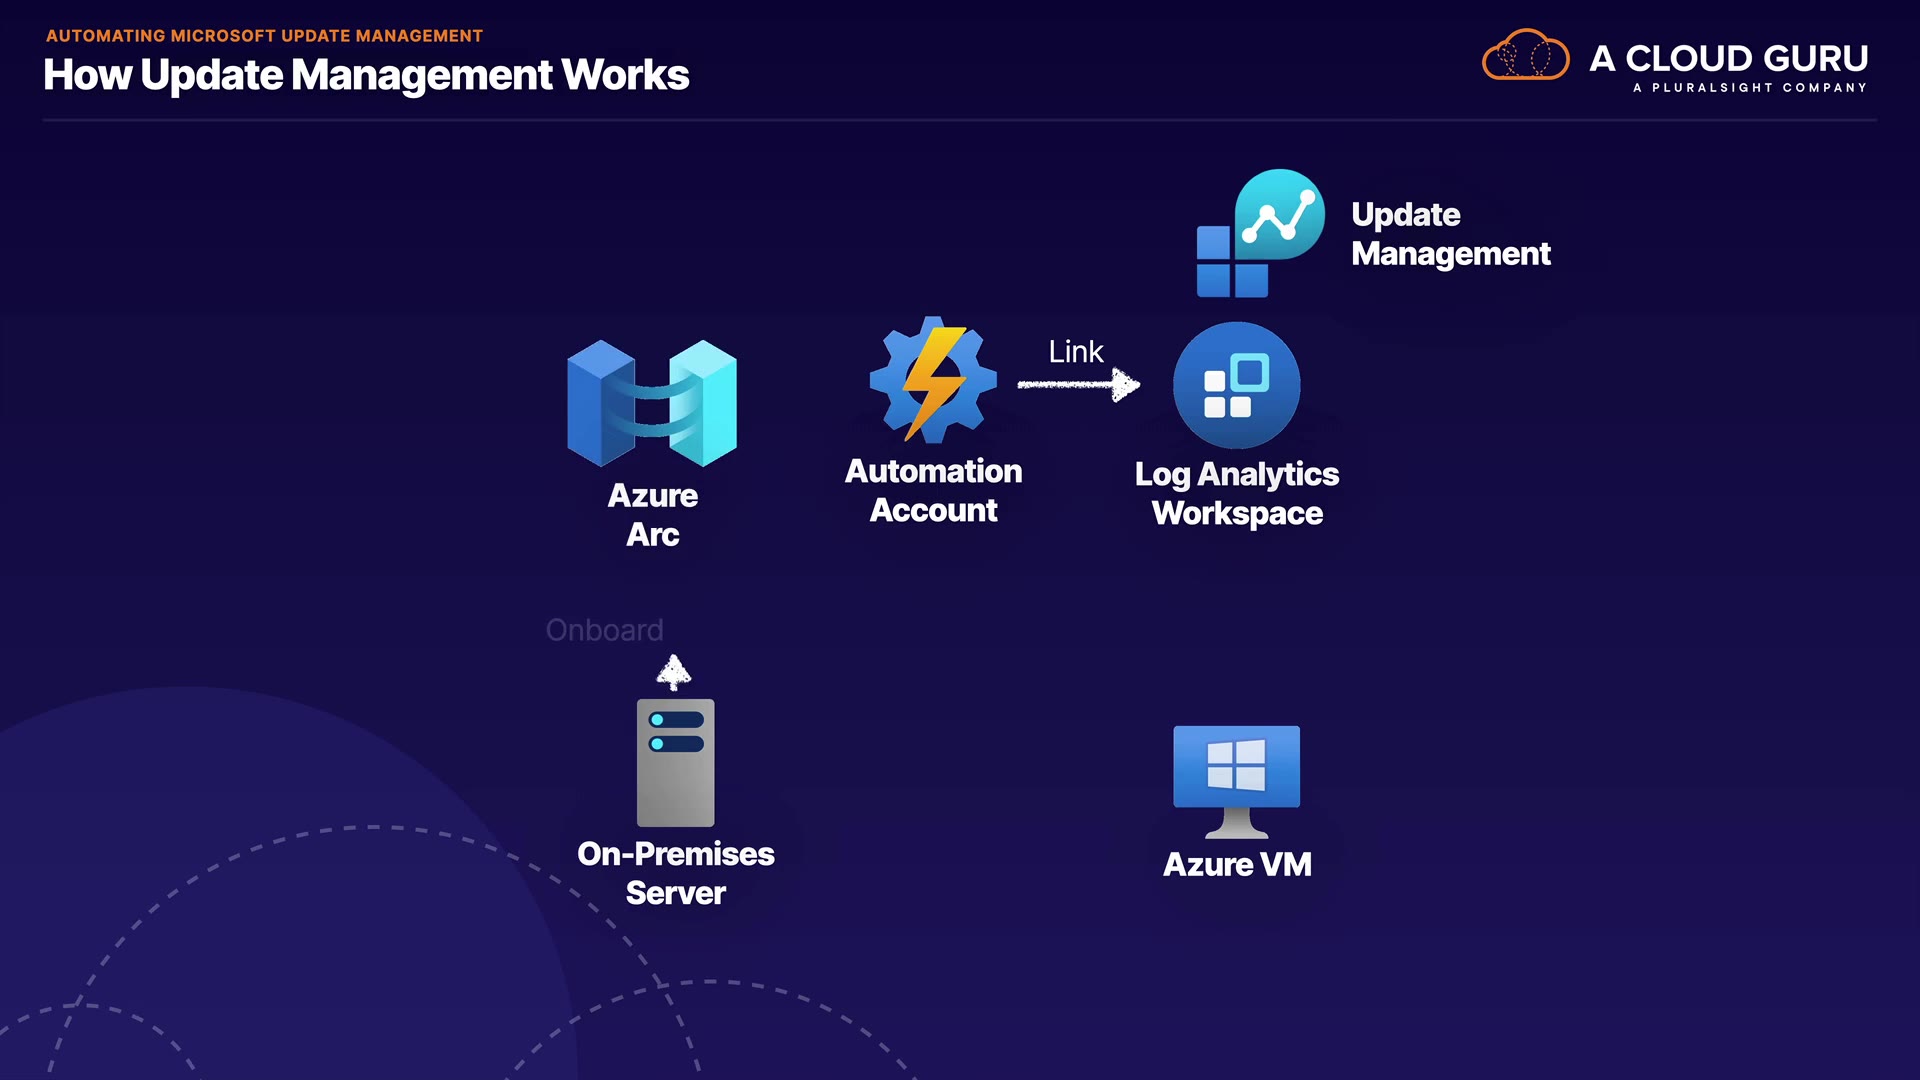 AUTOMATING MICROSOFT UPDATE MANAGEMENT
How Update Management Works
A CLOUD GURU
A PLURALSIGHT COMPANY
Update
Management
Link
Azure
Arc
Automation
Account
Log Analytics
Workspace
Onboard
On-Premises
Server
Azure VM